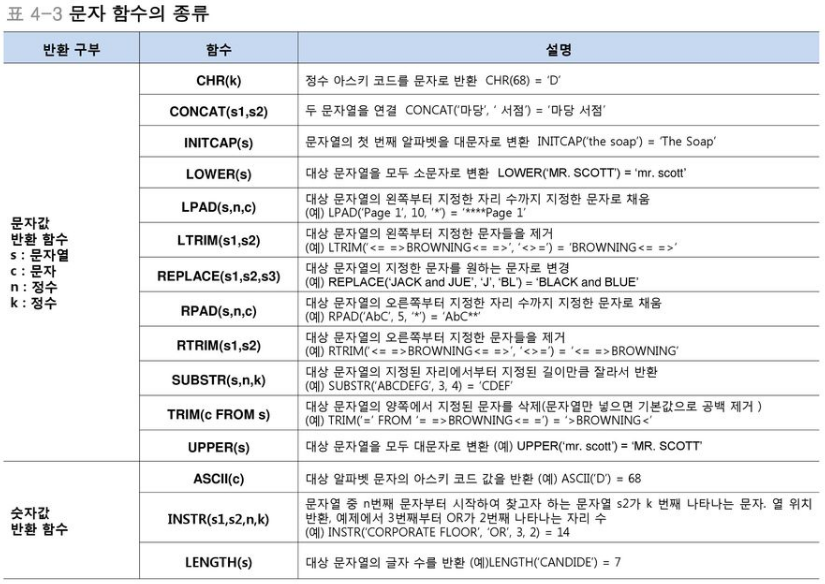 표 4-3 문자 함수의 종류
반환 구부 함수 설명
문자값
반환 함수
s : 문자열
c : 문자
n : 정수
k : 정수
CHR(k) 정수 아스키 코드를 문자로 반환 CHR(68) = 'D'
CONCAT(s1,s2) 두 문자열을 연결 CONCAT('마당', ' 서점') = '마당 서점'
INITCAP(s) 문자열의 첫 번째 알파벳을 대문자로 변환 INITCAP('the soap') = 'The Soap'
LOWER(s) 대상 문자열을 모두 소문자로 변환 LOWER('MR. SCOTT') = 'mr. scott'
LPAD(s,n,c) 대상 문자열의 왼쪽부터 지정한 자리 수까지 지정한 문자로 채움
(예) LPAD('Page 1', 10, '*') = '****Page 1'
LTRIM(s1,s2) 대상 문자열의 왼쪽부터 지정한 문자들을 제거
(예) LTRIM('<= =>BROWNING<= =>', '<>=') = 'BROWNING<= =>'
REPLACE(s1,s2,s3) 대상 문자열의 지정한 문자를 원하는 문자로 변경
(예) REPLACE('JACK and JUE', 'J', 'BL') = 'BLACK and BLUE'
RPAD(s,n,c) 대상 문자열의 오른쪽부터 지정한 자리 수까지 지정한 문자로 채움
(예) RPAD('AbC', 5, '*') = 'AbC**'
RTRIM(s1,s2) 대상 문자열의 오른쪽부터 지정한 문자들을 제거
(예) RTRIM('<= =>BROWNING<= =>', '<>=') = '<= =>BROWNING'
SUBSTR(s,n,k) 대상 문자열의 지정된 자리에서부터 지정된 길이만큼 잘라서 반환
(예) SUBSTR('ABCDEFG', 3, 4) = 'CDEF'
TRIM(c FROM s) 대상 문자열의 양쪽에서 지정된 문자를 삭제(문자열만 넣으면 기본값으로 공백 제거 )
(예) TRIM('=' FROM '= =>BROWNING<= =') = '>BROWNING<'
UPPER(s) 대상 문자열을 모두 대문자로 변환 (예) UPPER('mr. scott') = 'MR. SCOTT'
숫자값
반환 함수
ASCII(c) 대상 알파벳 문자의 아스키 코드 값을 반환 (예) ASCII('D') = 68
INSTR(s1,s2,n,k) 문자열 중 n번째 문자부터 시작하여 찾고자 하는 문자열 s2가 k 번째 나타나는 문자. 열 위치
반환, 예제에서 3번째부터 OR가 2번째 나타나는 자리 수
(예) INSTR('CORPORATE FLOOR', 'OR', 3, 2) = 14
LENGTH(s) 대상 문자열의 글자 수를 반환 (예)LENGTH('CANDIDE') = 7